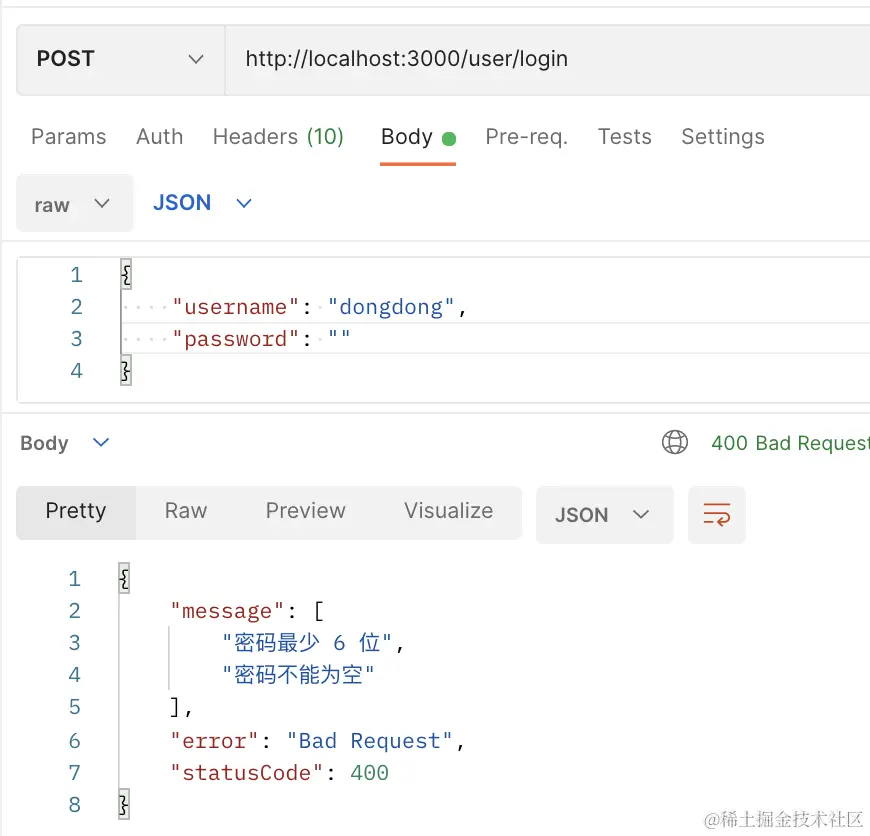 POST http://localhost:3000/user/login
Params Auth Headers (10) Body Pre-req. Tests Settings
raw JSON
1 {
2 "username": "dongdong",
3 "password": ""
4 }
Body 400 Bad Request
Pretty Raw Preview Visualize JSON
1 {
2 "message": [
3 "密码最少 6 位",
4 "密码不能为空"
5 ],
6 "error": "Bad Request",
7 "statusCode": 400
8 }
@稀土掘金技术社区